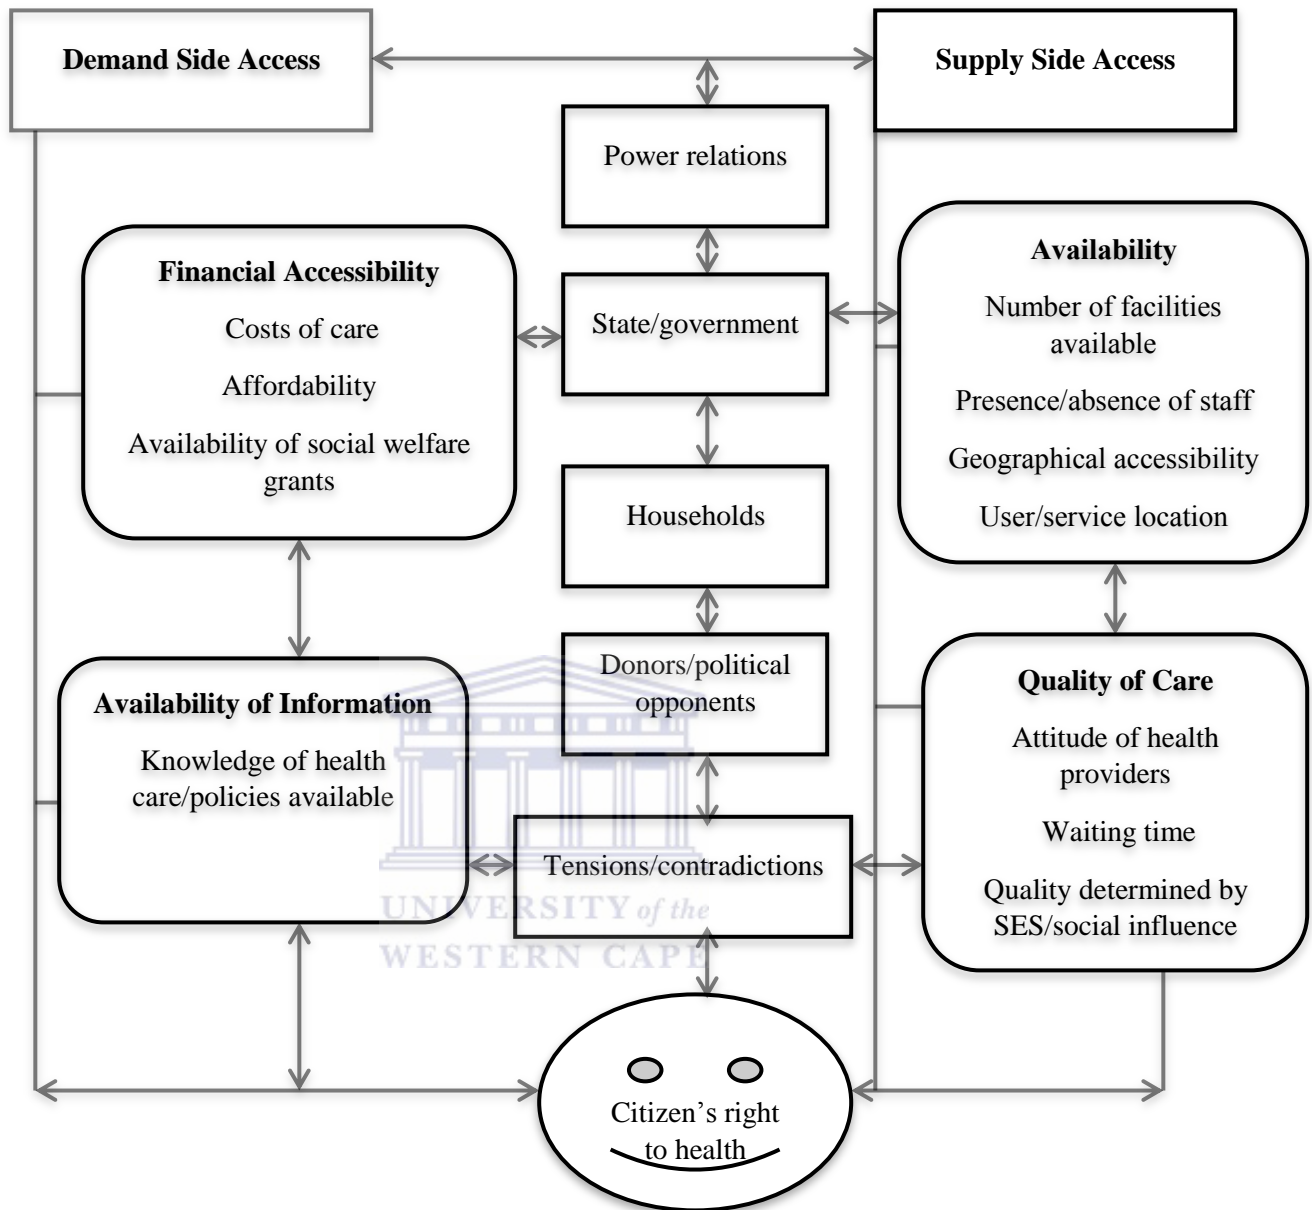 Demand Side Access
Supply Side Access
Power relations
Financial Accessibility
Costs of care
Affordability
Availability of social welfare
grants
State/government
Availability
Number of facilities
available
Presence/absence of staff
Geographical accessibility
User/service location
Households
Donors/political
opponents
Availability of Information
Knowledge of health
care/policies available
Quality of Care
Attitude of health
providers
Waiting time
Quality determined by
SES/social influence
Tensions/contradictions
UNIVERSITY of the
WESTERN CAPE
Citizen’s right
to health